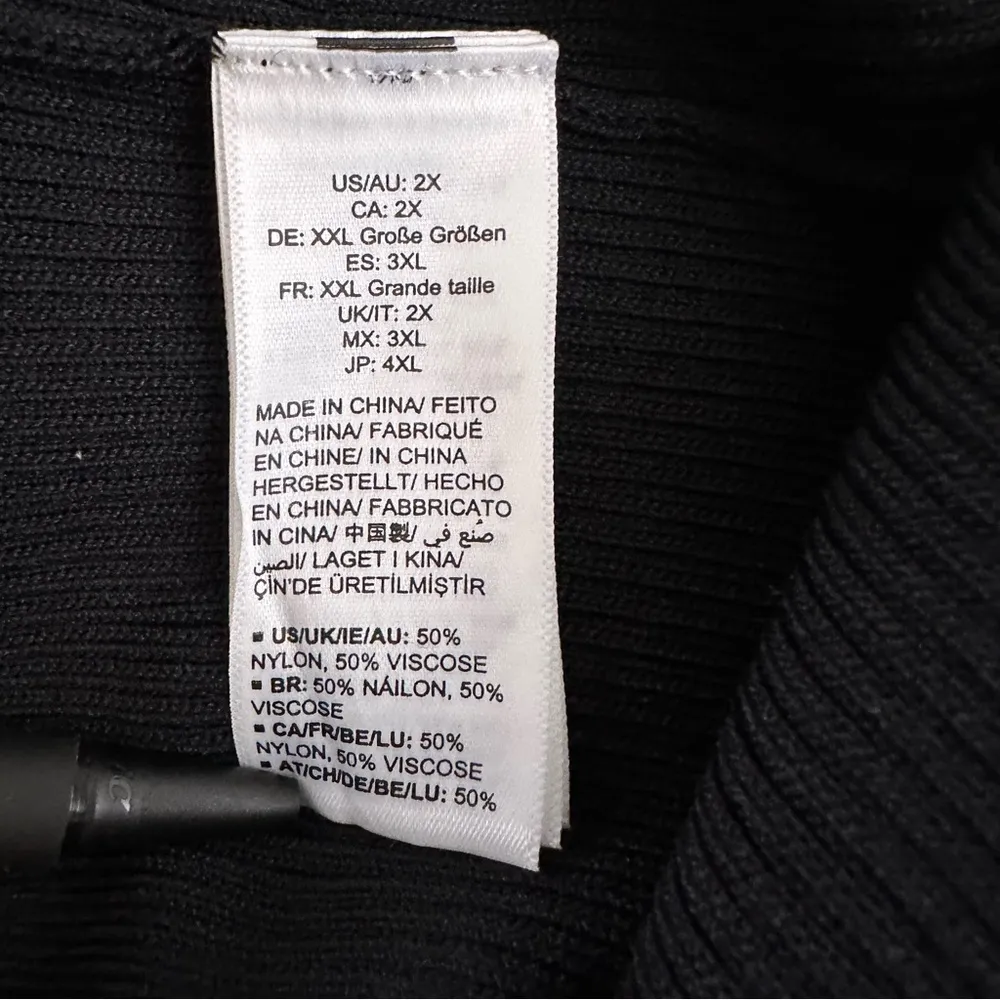 US/AU: 2X
CA: 2X
DE: XXL Große Größen
ES: 3XL
FR: XXL Grande taille
UK/IT: 2X
MX: 3XL
JP: 4XL
MADE IN CHINA/ FEITO
NA CHINA/ FABRIQUÉ
EN CHINE/ IN CHINA
HERGESTELLT/ HECHO
EN CHINA/ FABBRICATO
IN CINA/ 中国製/ صُنع في
الصين/ LAGET I KINA/
ÇİN'DE ÜRETİLMİŞTİR
▪ US/UK/IE/AU: 50%
NYLON, 50% VISCOSE
▪ BR: 50% NÁILON, 50%
VISCOSE
▪ CA/FR/BE/LU: 50%
NYLON, 50% VISCOSE
▪ AT/CH/DE/BE/LU: 50%